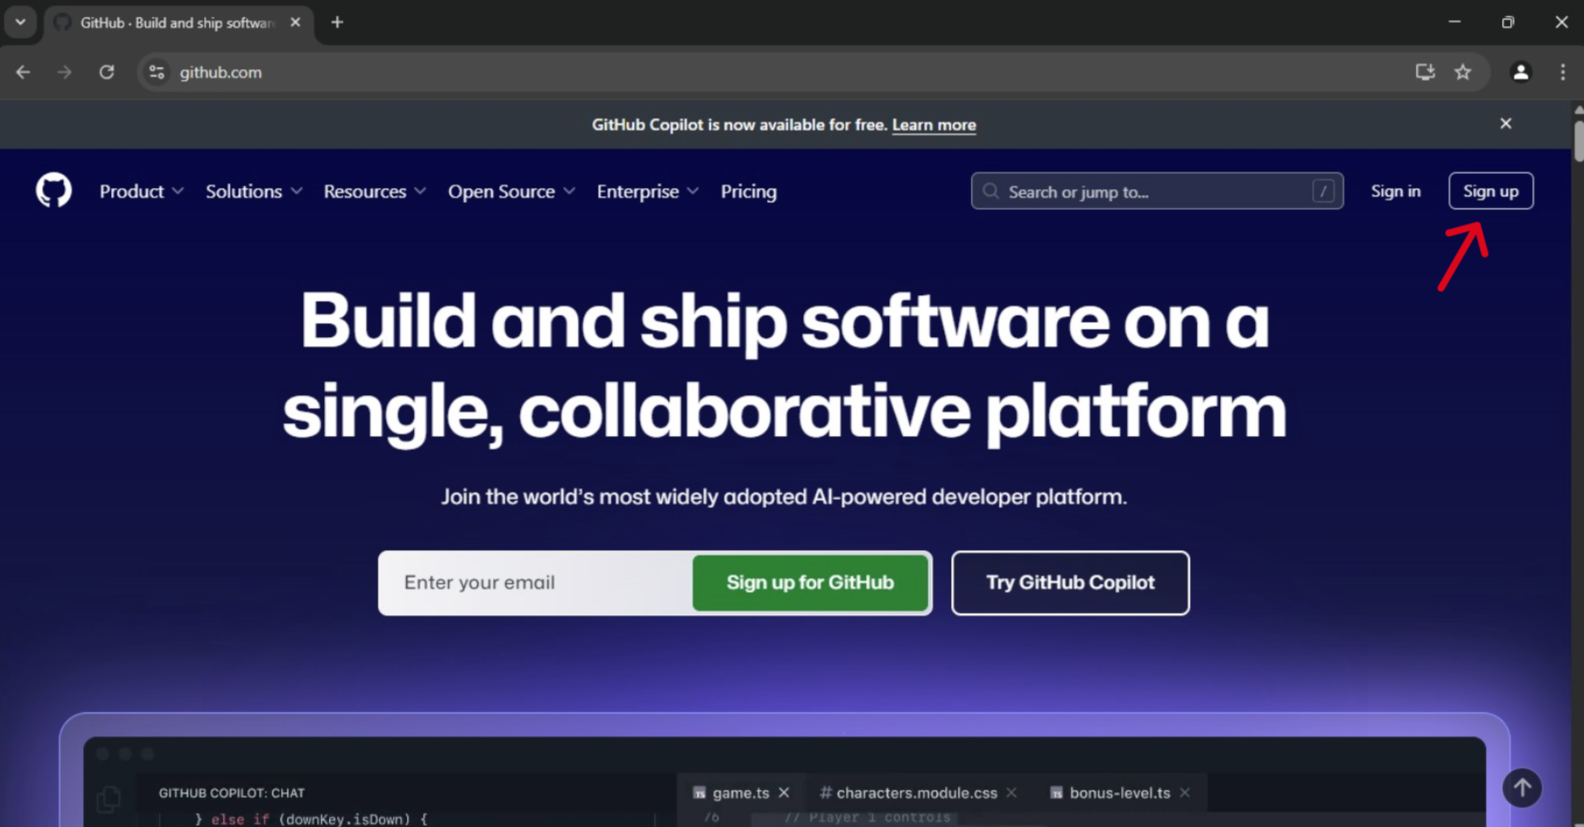 GitHub · Build and ship softwar
github.com
GitHub Copilot is now available for free. Learn more
Product Solutions Resources Open Source Enterprise Pricing Search or jump to... / Sign in Sign up
Build and ship software on a
single, collaborative platform
Join the world's most widely adopted AI-powered developer platform.
Enter your email Sign up for GitHub Try GitHub Copilot
GITHUB COPILOT: CHAT TS game.ts # characters.module.css TS bonus-level.ts
} else if (downKey.isDown) { 76 // Player 1 controls